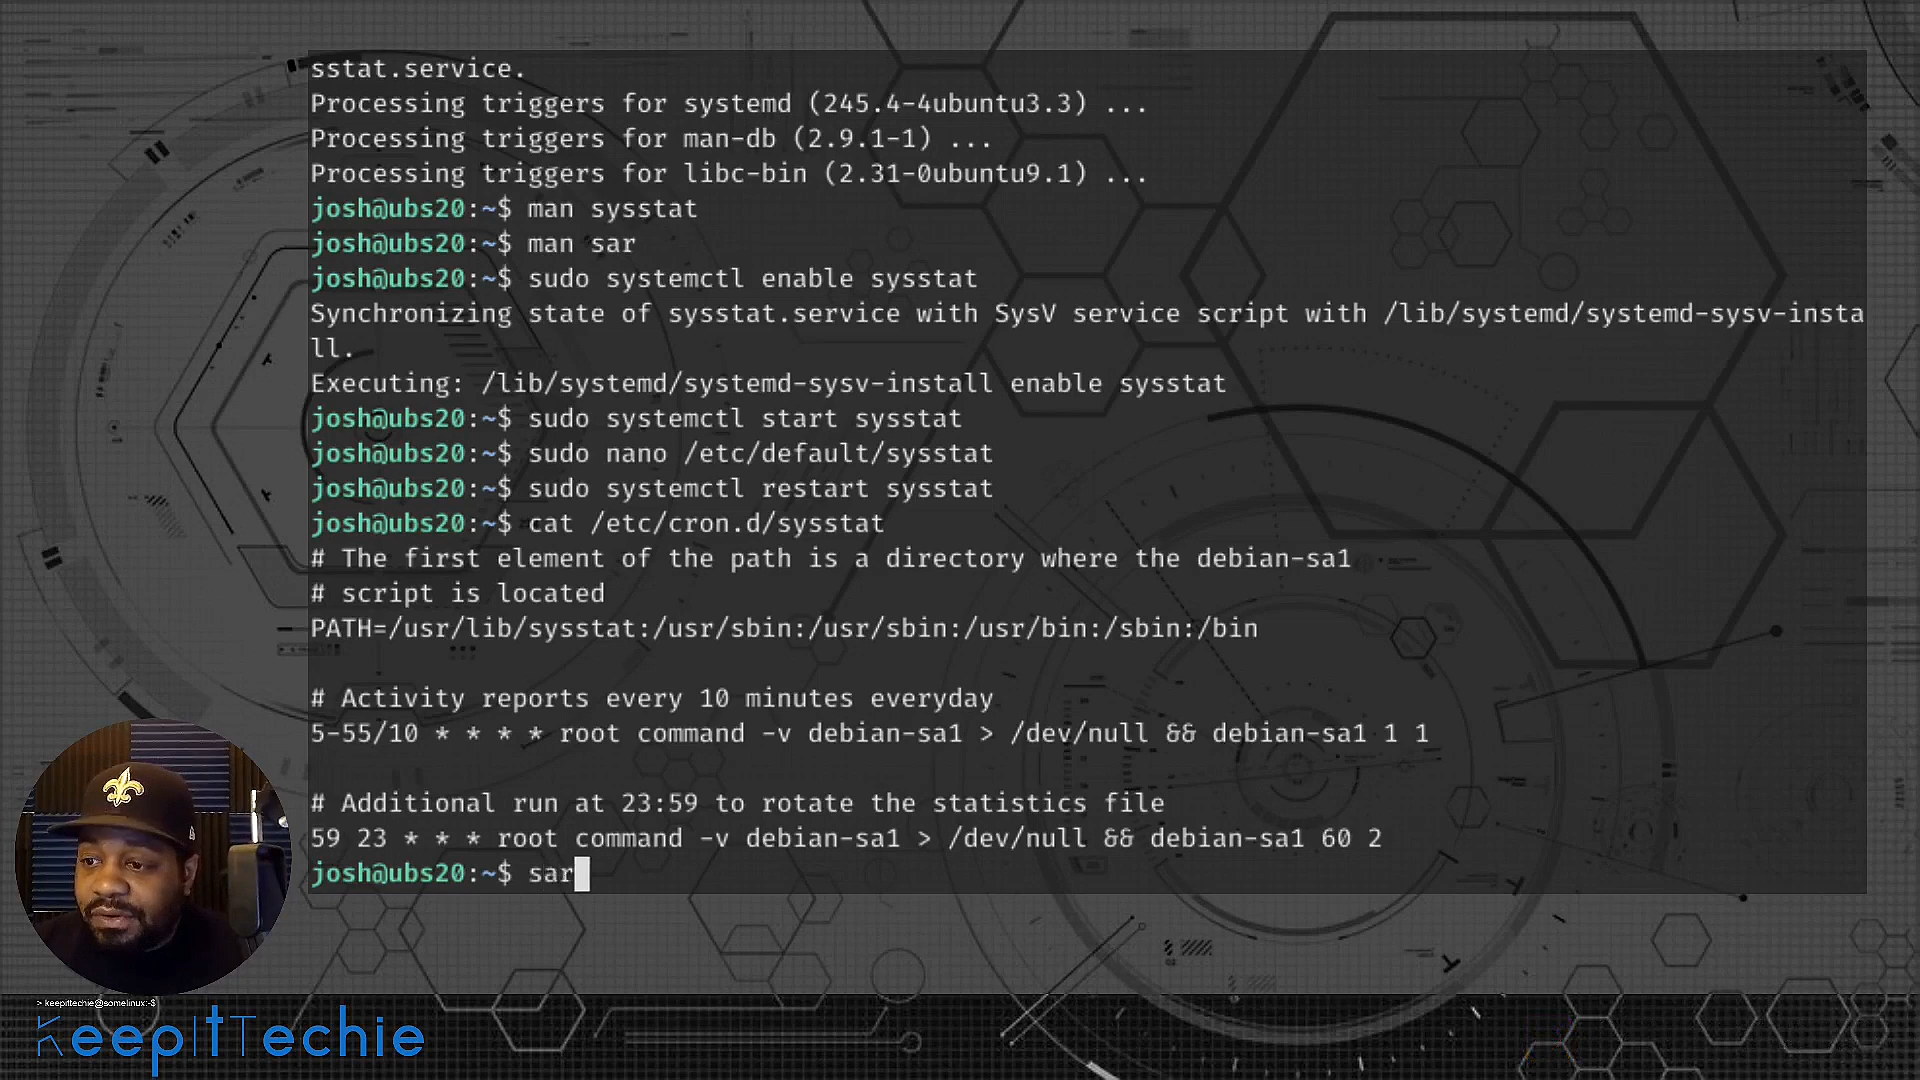 sstat.service.
Processing triggers for systemd (245.4-4ubuntu3.3) ...
Processing triggers for man-db (2.9.1-1) ...
Processing triggers for libc-bin (2.31-0ubuntu9.1) ...
josh@ubs20:~$ man sysstat
josh@ubs20:~$ man sar
josh@ubs20:~$ sudo systemctl enable sysstat
Synchronizing state of sysstat.service with SysV service script with /lib/systemd/systemd-sysv-insta
ll.
Executing: /lib/systemd/systemd-sysv-install enable sysstat
josh@ubs20:~$ sudo systemctl start sysstat
josh@ubs20:~$ sudo nano /etc/default/sysstat
josh@ubs20:~$ sudo systemctl restart sysstat
josh@ubs20:~$ cat /etc/cron.d/sysstat
# The first element of the path is a directory where the debian-sa1
# script is located
PATH=/usr/lib/sysstat:/usr/sbin:/usr/sbin:/usr/bin:/sbin:/bin
# Activity reports every 10 minutes everyday
5-55/10 * * * * root command -v debian-sa1 > /dev/null && debian-sa1 1 1
# Additional run at 23:59 to rotate the statistics file
59 23 * * * root command -v debian-sa1 > /dev/null && debian-sa1 60 2
josh@ubs20:~$ sar
> keepittechie@somelinux:~$
KeepItTechie